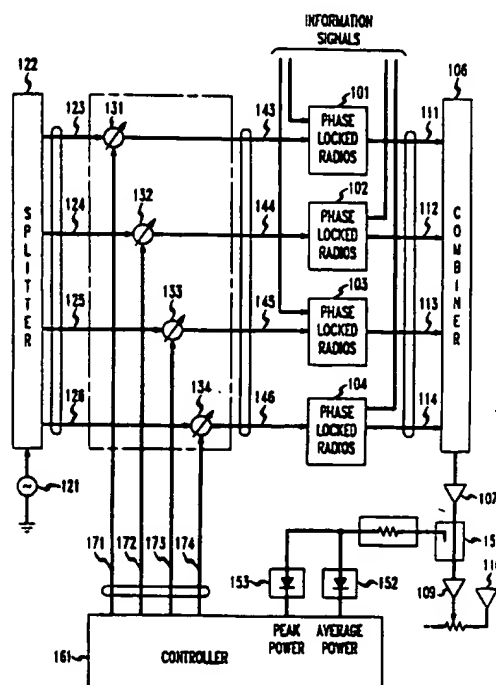 INFORMATION
SIGNALS
122
123
131
143
101
111
106
PHASE
LOCKED
RADIOS
102
124
132
144
112
PHASE
LOCKED
RADIOS
SPLITTER
COMBINER
125
133
145
103
113
PHASE
LOCKED
RADIOS
126
134
146
104
114
PHASE
LOCKED
RADIOS
121
107
171
172
173
174
153
152
109
PEAK
POWER
AVERAGE
POWER
161
CONTROLLER